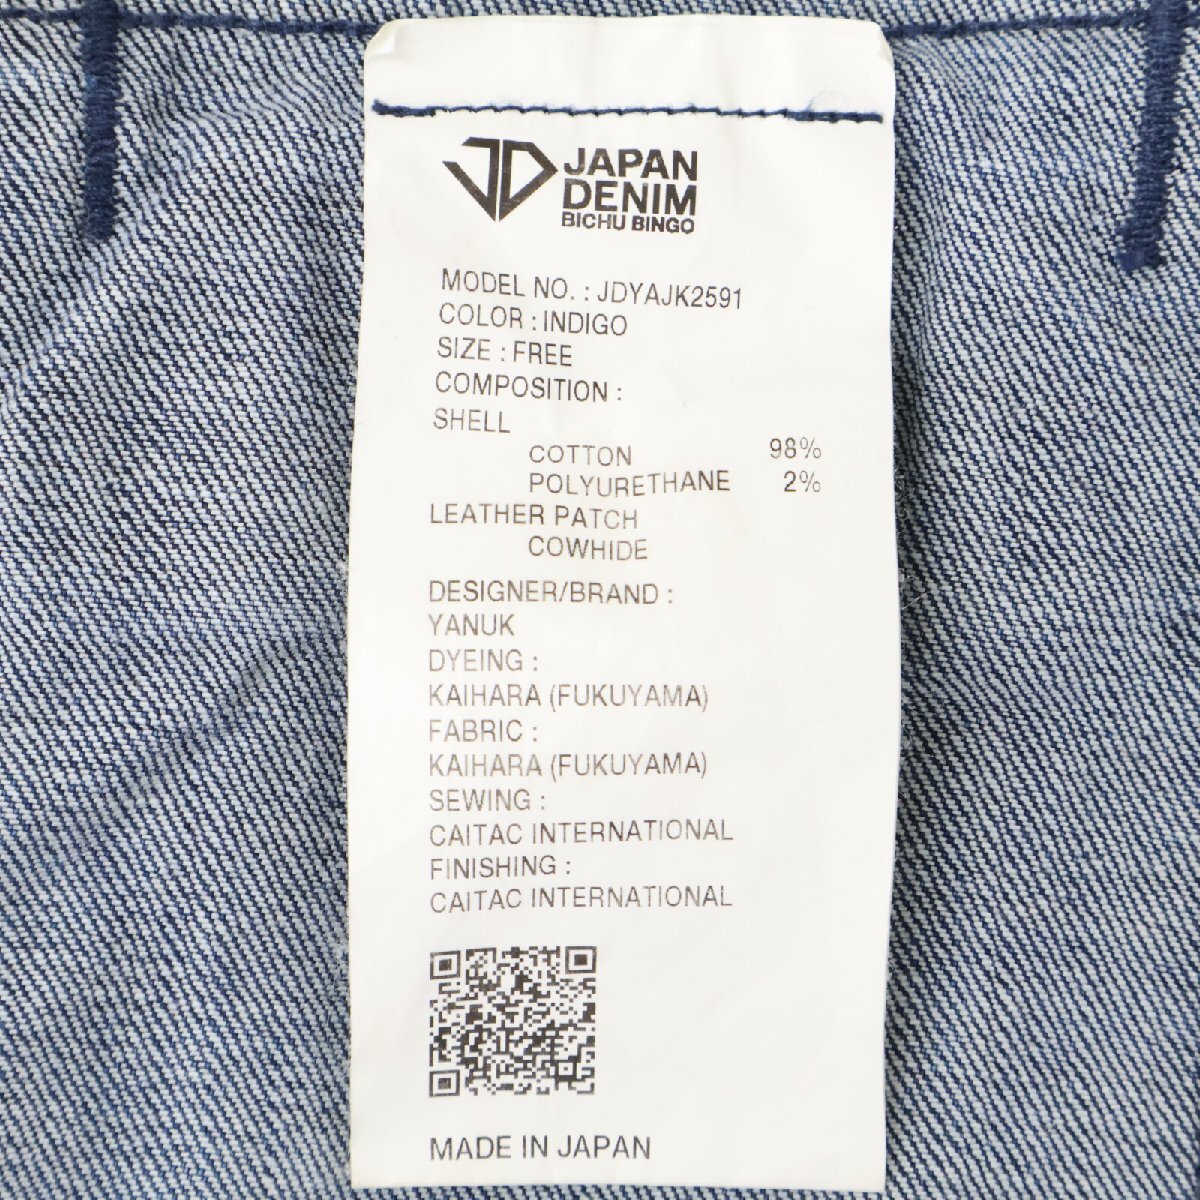 JD JAPAN
DENIM
BICHU BINGO
MODEL NO. : JDYAJK2591
COLOR : INDIGO
SIZE : FREE
COMPOSITION :
SHELL
COTTON 98%
POLYURETHANE 2%
LEATHER PATCH
COWHIDE
DESIGNER/BRAND :
YANUK
DYEING :
KAIHARA (FUKUYAMA)
FABRIC :
KAIHARA (FUKUYAMA)
SEWING :
CAITAC INTERNATIONAL
FINISHING :
CAITAC INTERNATIONAL
MADE IN JAPAN